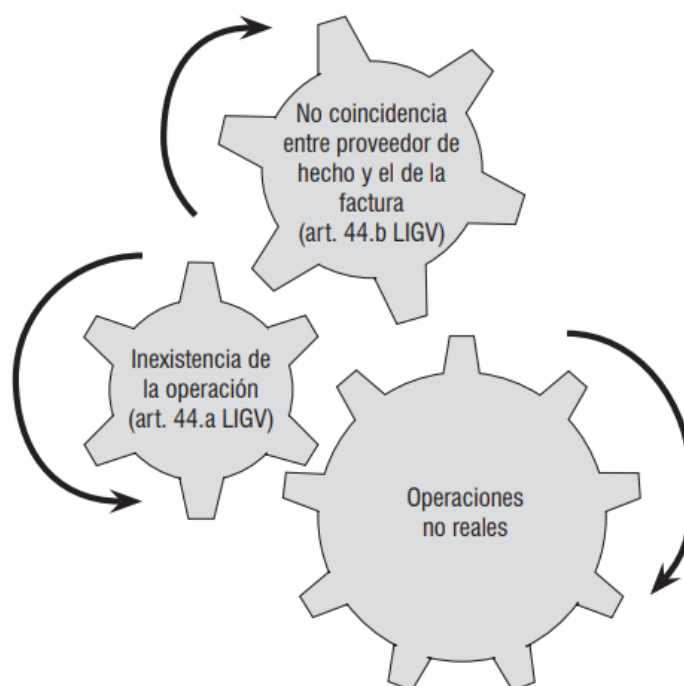 No coincidencia
entre proveedor de
hecho y el de la
factura
(art. 44.b LIGV)
Inexistencia de
la operación
(art. 44.a LIGV)
Operaciones
no reales